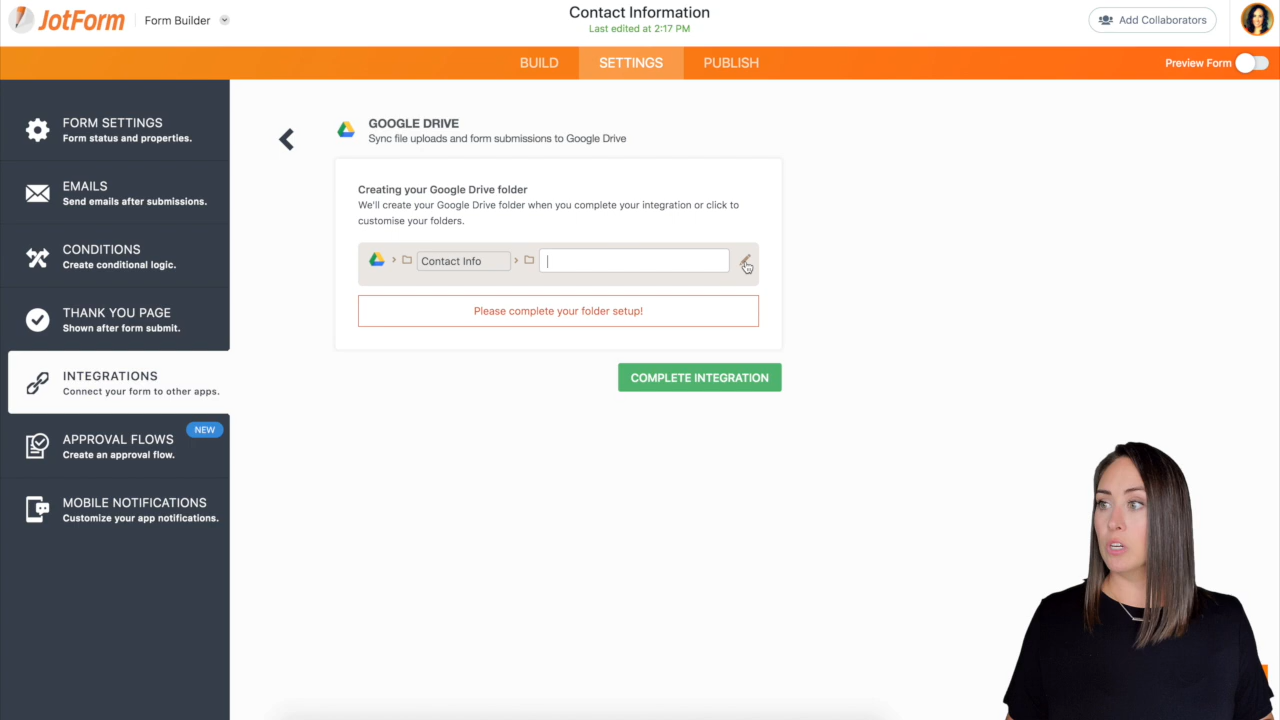 JotForm
Form Builder
Contact Information
Last edited at 2:17 PM
Add Collaborators
BUILD
SETTINGS
PUBLISH
Preview Form
FORM SETTINGS
Form status and properties.
EMAILS
Send emails after submissions.
CONDITIONS
Create conditional logic.
THANK YOU PAGE
Shown after form submit.
INTEGRATIONS
Connect your form to other apps.
APPROVAL FLOWS
NEW
Create an approval flow.
MOBILE NOTIFICATIONS
Customize your app notifications.
GOOGLE DRIVE
Sync file uploads and form submissions to Google Drive
Creating your Google Drive folder
We'll create your Google Drive folder when you complete your integration or click to
customise your folders.
Contact Info
Please complete your folder setup!
COMPLETE INTEGRATION